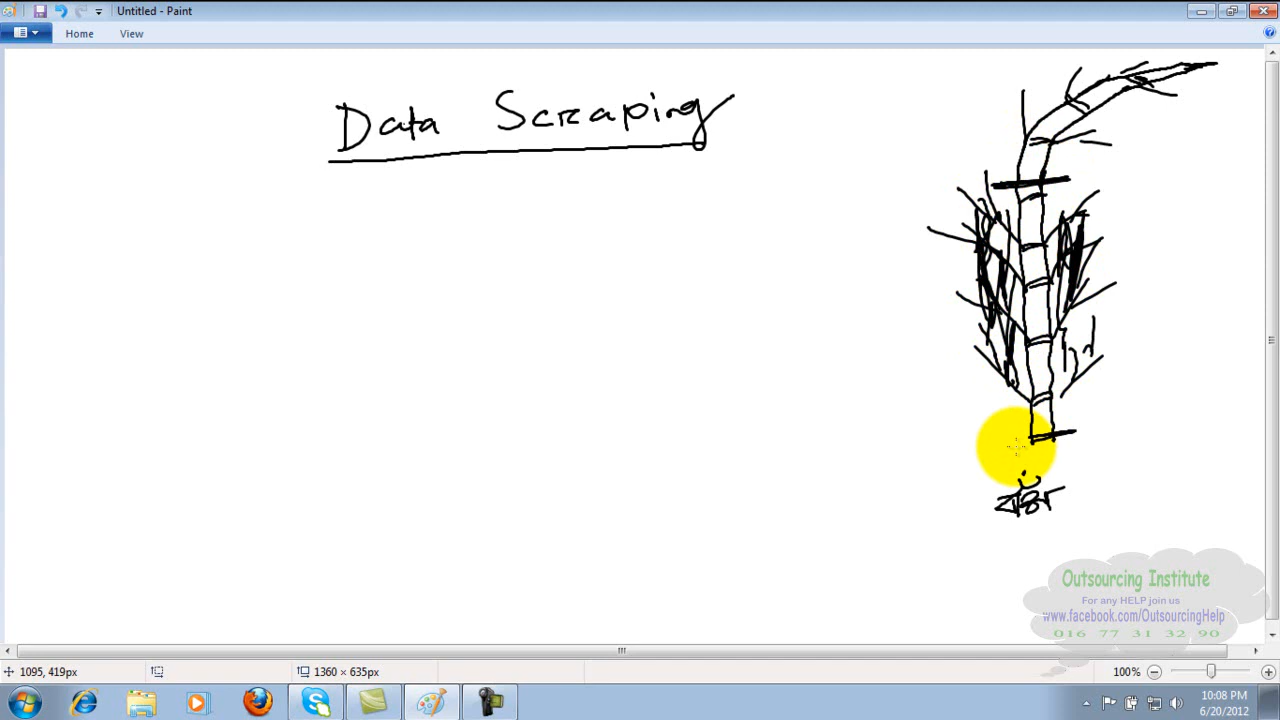 Untitled - Paint
Home View
Data Scraping
Outsourcing Institute
For any HELP join us
www.facebook.com/OutsourcingHelp
016 77 31 32 90
1095, 419px 1360 × 635px 100%
10:08 PM
6/20/2012